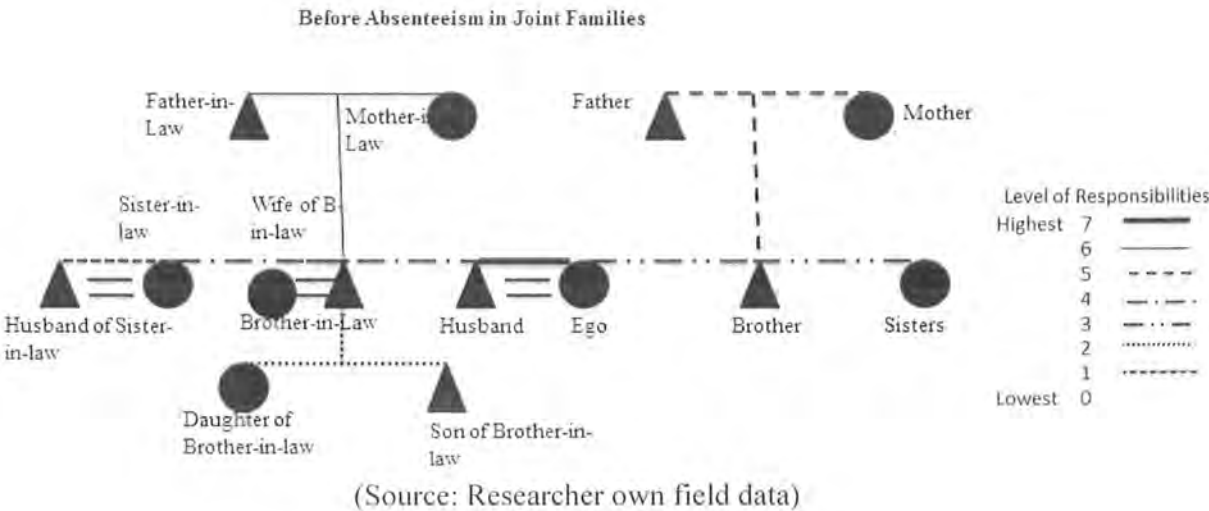 Before Absenteeism in Joint Families
Father-in-
Law
Mother-in
Law
Father
Mother
Sister-in-
law
Wife of B-
in-law
Level of Responsibilities
Highest 7
6
5
4
3
2
1
Lowest 0
Husband of Sister-
in-law
Brother-in-Law
Husband
Ego
Brother
Sisters
Daughter of
Brother-in-law
Son of Brother-in-
law
(Source: Researcher own field data)